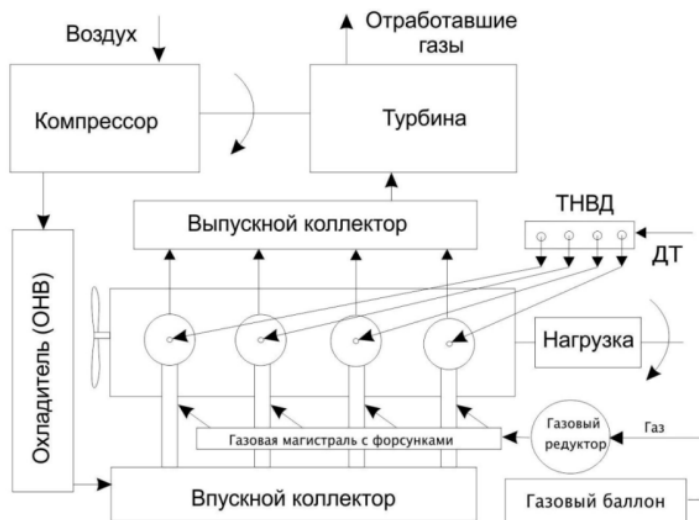 Воздух
Отработавшие
газы
Компрессор
Турбина
Выпускной коллектор
ТНВД
ДТ
Охладитель (ОНВ)
Нагрузка
Газовая магистраль с форсунками
Газовый
редуктор
Газ
Впускной коллектор
Газовый баллон